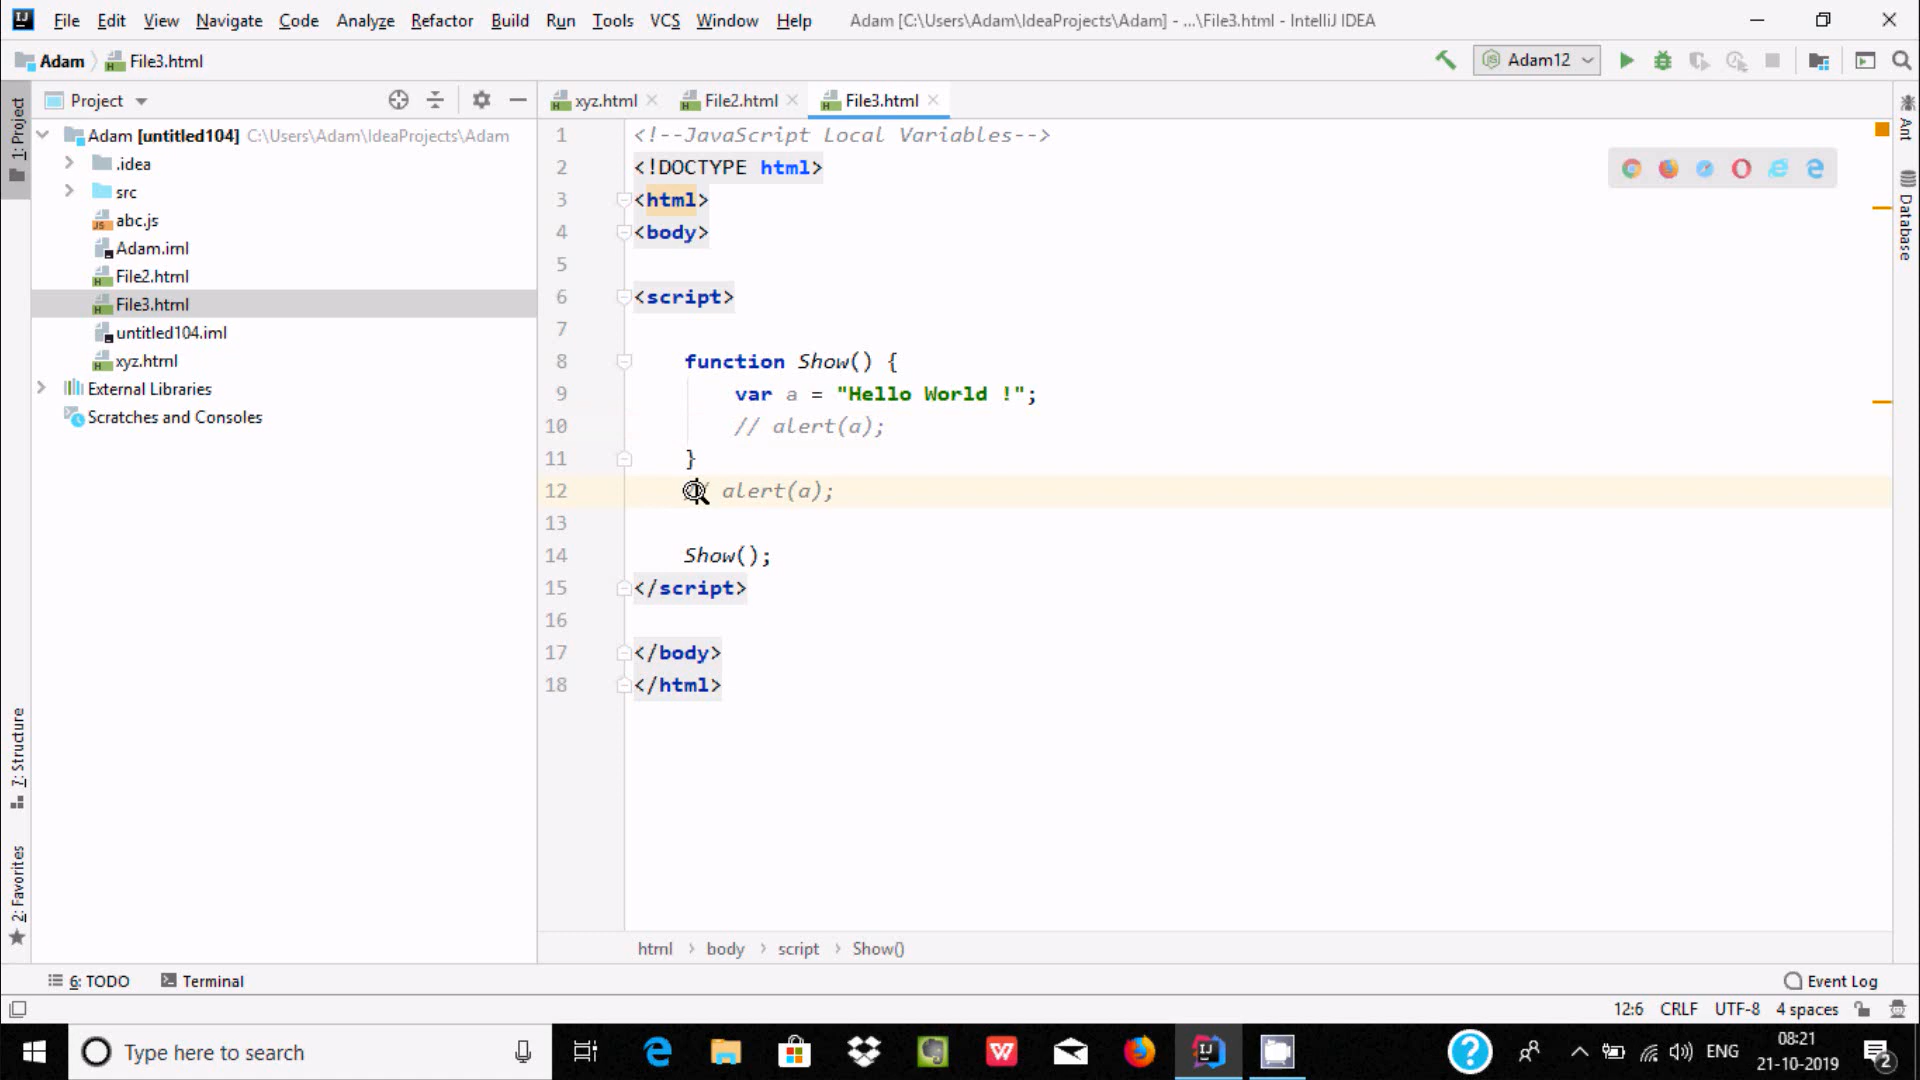 File Edit View Navigate Code Analyze Refactor Build Run Tools VCS Window Help Adam [C:\Users\Adam\IdeaProjects\Adam] - ...\File3.html - IntelliJ IDEA
Adam File3.html Adam12
Project
xyz.html File2.html File3.html
1: Project
Adam [untitled104] C:\Users\Adam\IdeaProjects\Adam
.idea
src
abc.js
Adam.iml
File2.html
File3.html
untitled104.iml
xyz.html
External Libraries
Scratches and Consoles
7: Structure
2: Favorites
1 <!--JavaScript Local Variables-->
2 <!DOCTYPE html>
3 <html>
4 <body>
5
6 <script>
7
8 function Show() {
9 var a = "Hello World !";
10 // alert(a);
11 }
12 alert(a);
13
14 Show();
15 </script>
16
17 </body>
18 </html>
Ant
Database
html body script Show()
6: TODO Terminal Event Log
12:6 CRLF UTF-8 4 spaces
Type here to search
ENG
08:21
21-10-2019
2